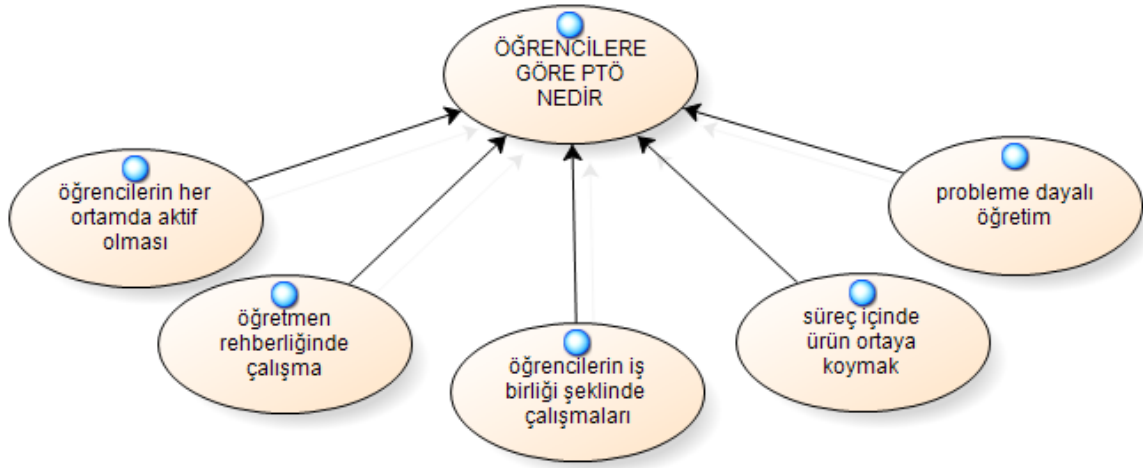 ÖĞRENCİLERE
GÖRE PTÖ
NEDİR
öğrencilerin her
ortamda aktif
olması
öğretmen
rehberliğinde
çalışma
öğrencilerin iş
birliği şeklinde
çalışmaları
süreç içinde
ürün ortaya
koymak
probleme dayalı
öğretim